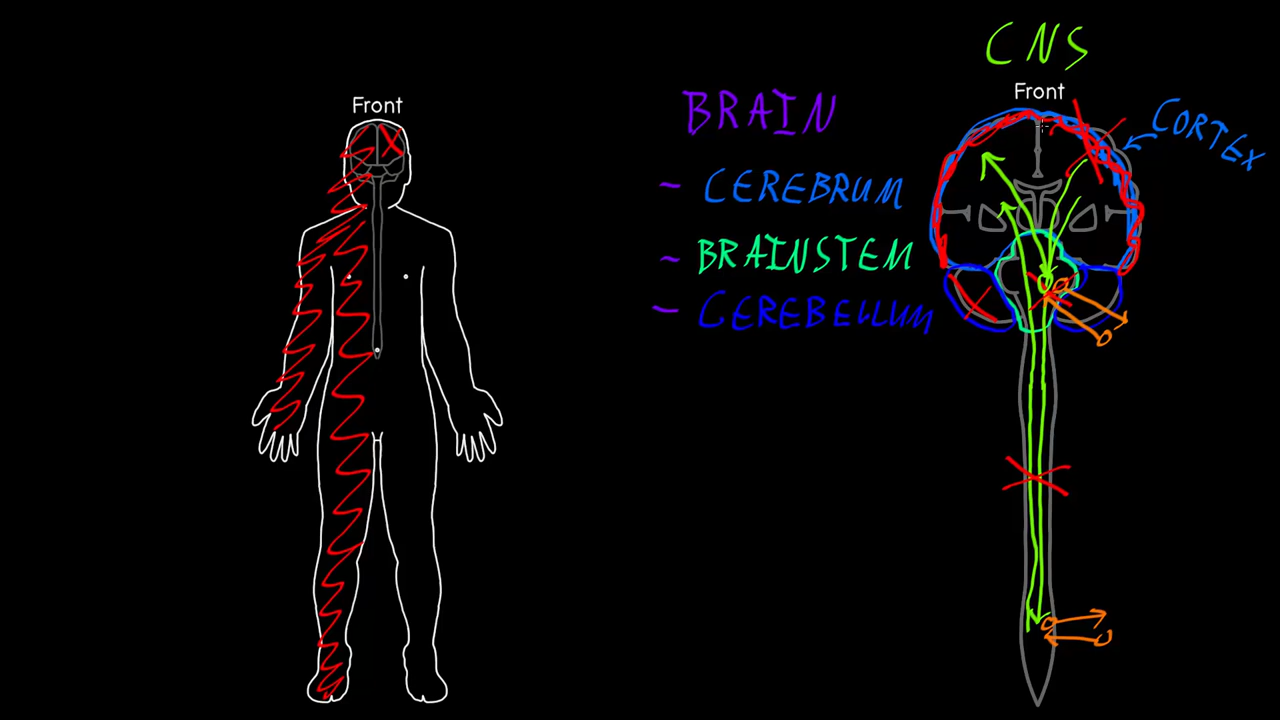 CNS
Front
Front
BRAIN
CORTEX
~ CEREBRUM
~ BRAINSTEM
~ CEREBELLUM